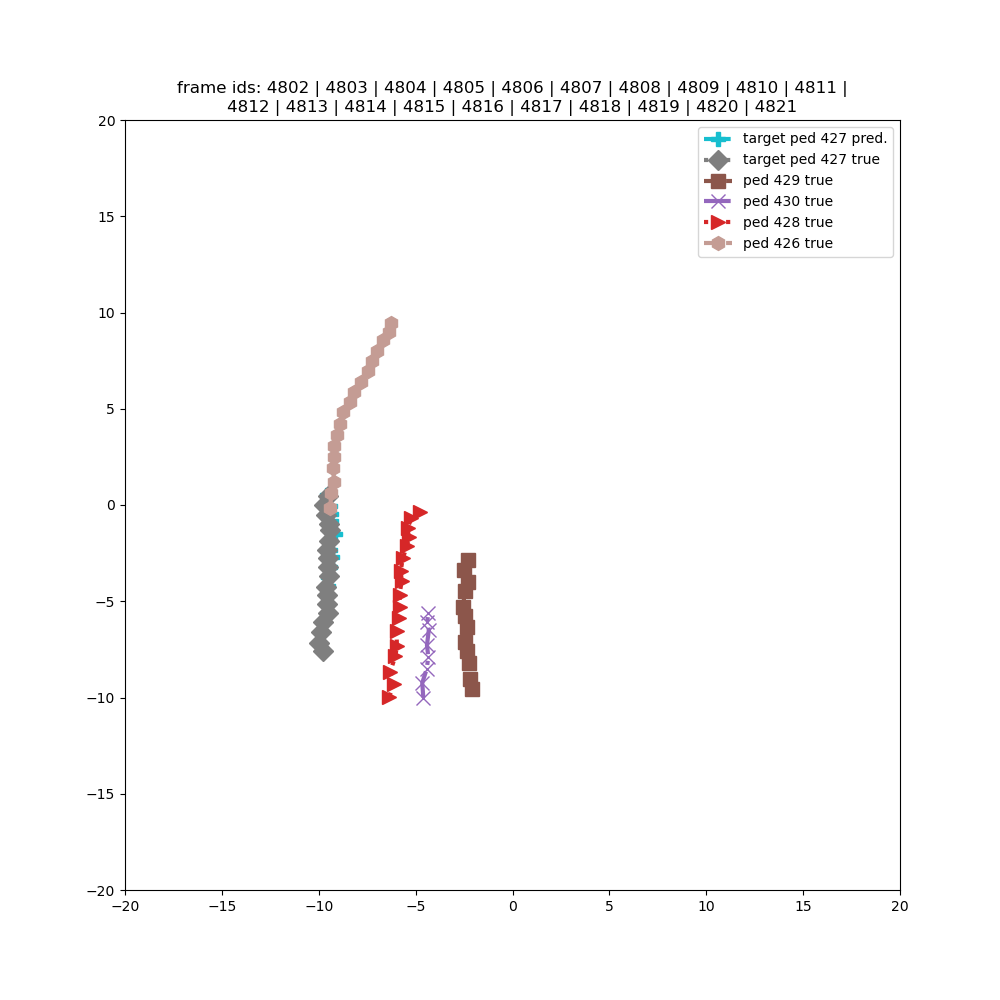 frame ids: 4802 | 4803 | 4804 | 4805 | 4806 | 4807 | 4808 | 4809 | 4810 | 4811 |
4812 | 4813 | 4814 | 4815 | 4816 | 4817 | 4818 | 4819 | 4820 | 4821
target ped 427 pred.
target ped 427 true
ped 429 true
ped 430 true
ped 428 true
ped 426 true
20
15
10
5
0
−5
−10
−15
−20
−20 −15 −10 −5 0 5 10 15 20